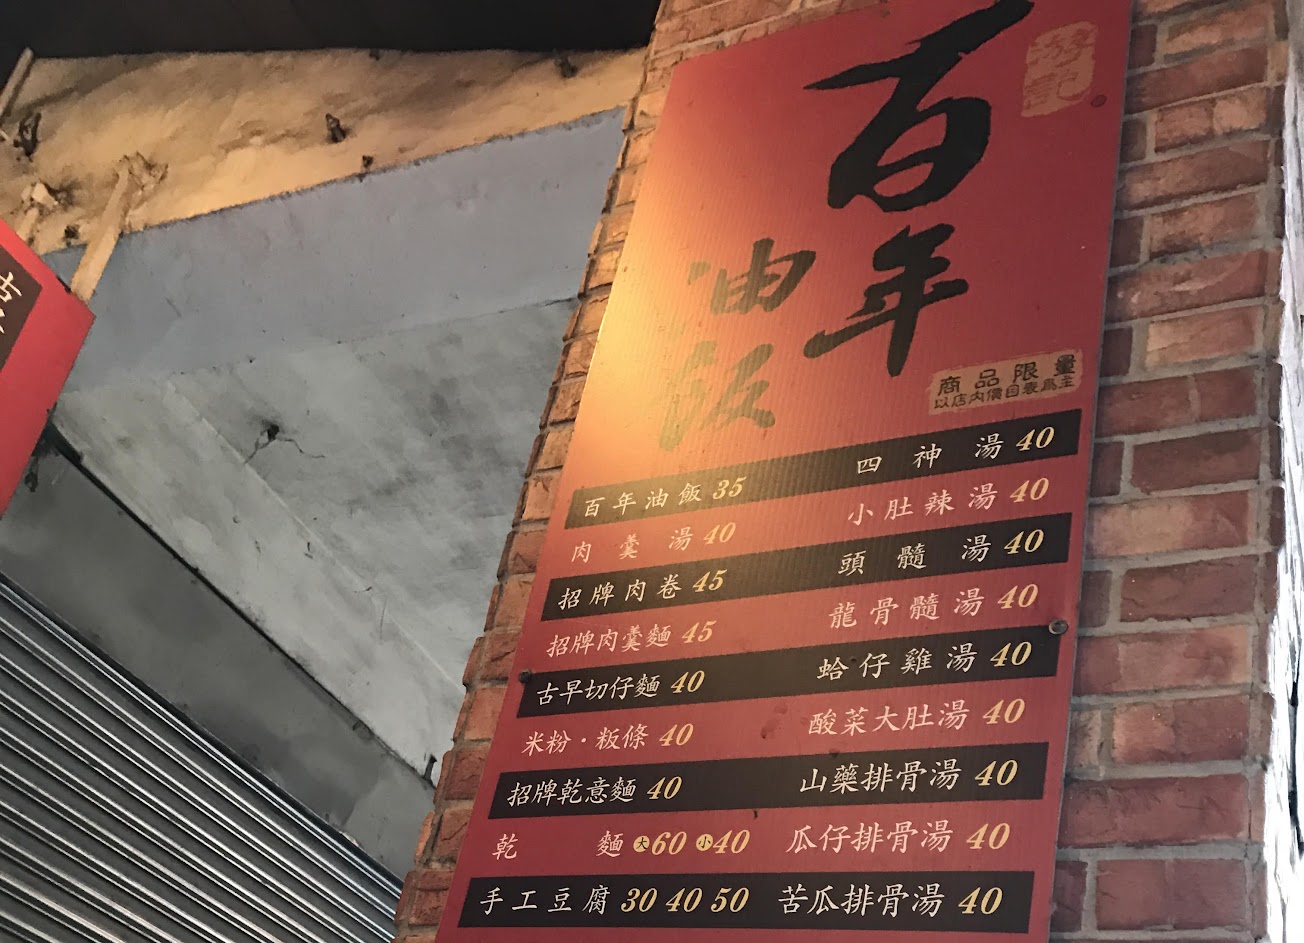 百年
油飯
商品限量
以店內價目表為主
百年油飯 35
肉羹湯 40
招牌肉卷 45
招牌肉羹麵 45
古早切仔麵 40
米粉·粄條 40
招牌乾意麵 40
乾麵 大60 小40
手工豆腐 30 40 50
四神湯 40
小肚辣湯 40
頭髓湯 40
龍骨髓湯 40
蛤仔雞湯 40
酸菜大肚湯 40
山藥排骨湯 40
瓜仔排骨湯 40
苦瓜排骨湯 40